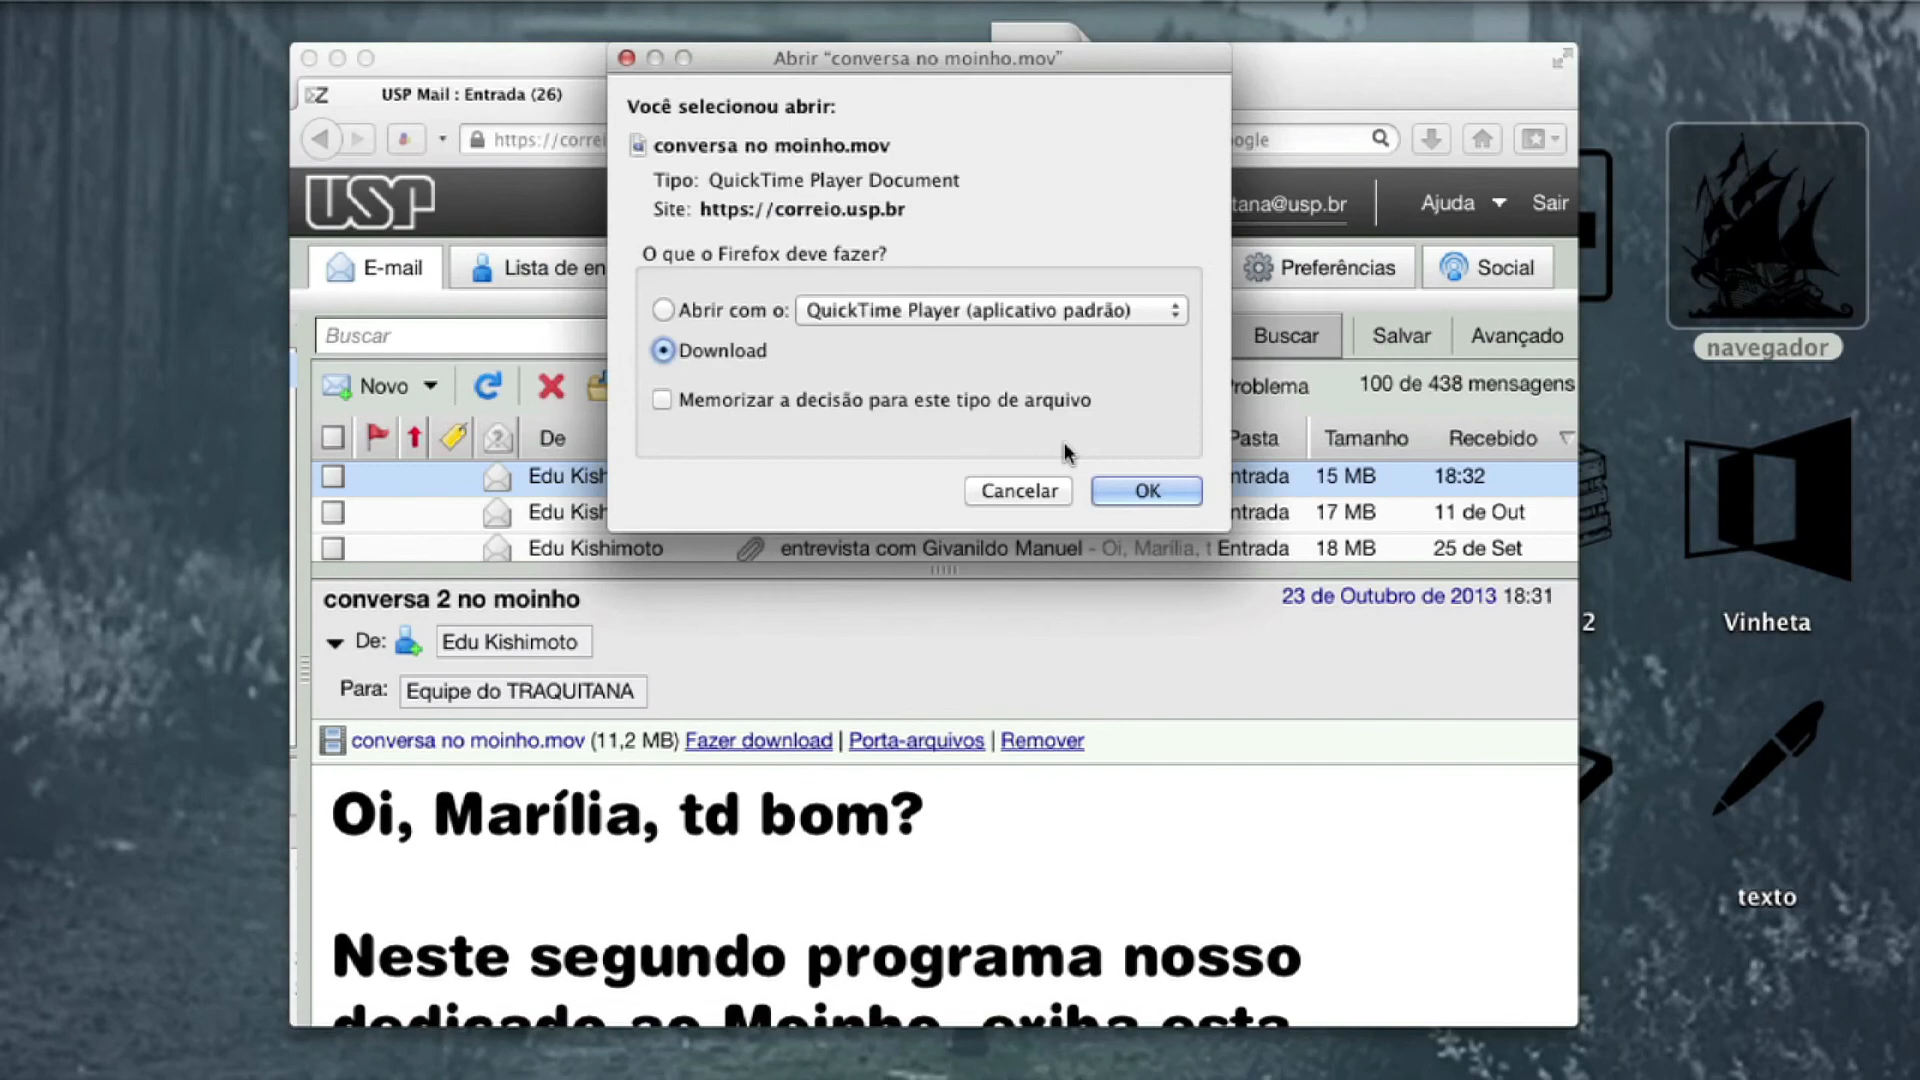 Abrir “conversa no moinho.mov”
USP Mail : Entrada (26)
Você selecionou abrir:
conversa no moinho.mov
https://correi
ogle
Tipo: QuickTime Player Document
Site: https://correio.usp.br
USP
tana@usp.br
Ajuda
Sair
O que o Firefox deve fazer?
E-mail
Lista de en
Preferências
Social
Abrir com o: QuickTime Player (aplicativo padrão)
Buscar
Buscar
Salvar
Avançado
navegador
Download
Novo
roblema
100 de 438 mensagens
Memorizar a decisão para este tipo de arquivo
De
Pasta
Tamanho
Recebido
Edu Kish
ntrada
15 MB
18:32
Cancelar
OK
Edu Kish
ntrada
17 MB
11 de Out
Edu Kishimoto
entrevista com Givanildo Manuel - Oi, Marília, t
Entrada
18 MB
25 de Set
conversa 2 no moinho
23 de Outubro de 2013 18:31
2
Vinheta
De: Edu Kishimoto
Para: Equipe do TRAQUITANA
conversa no moinho.mov (11,2 MB) Fazer download | Porta-arquivos | Remover
Oi, Marília, td bom?
texto
Neste segundo programa nosso
dedicado ao Moinho, exiba esta